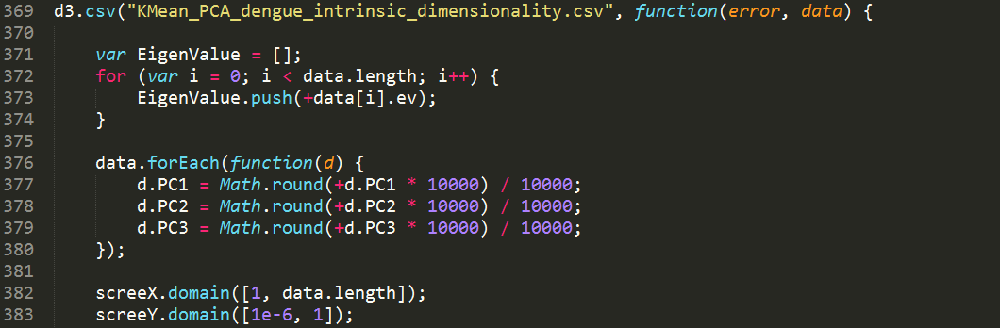 369 d3.csv("KMean_PCA_dengue_intrinsic_dimensionality.csv", function(error, data) {
370
371 var EigenValue = [];
372 for (var i = 0; i < data.length; i++) {
373 EigenValue.push(+data[i].ev);
374 }
375
376 data.forEach(function(d) {
377 d.PC1 = Math.round(+d.PC1 * 10000) / 10000;
378 d.PC2 = Math.round(+d.PC2 * 10000) / 10000;
379 d.PC3 = Math.round(+d.PC3 * 10000) / 10000;
380 });
381
382 screeX.domain([1, data.length]);
383 screeY.domain([1e-6, 1]);